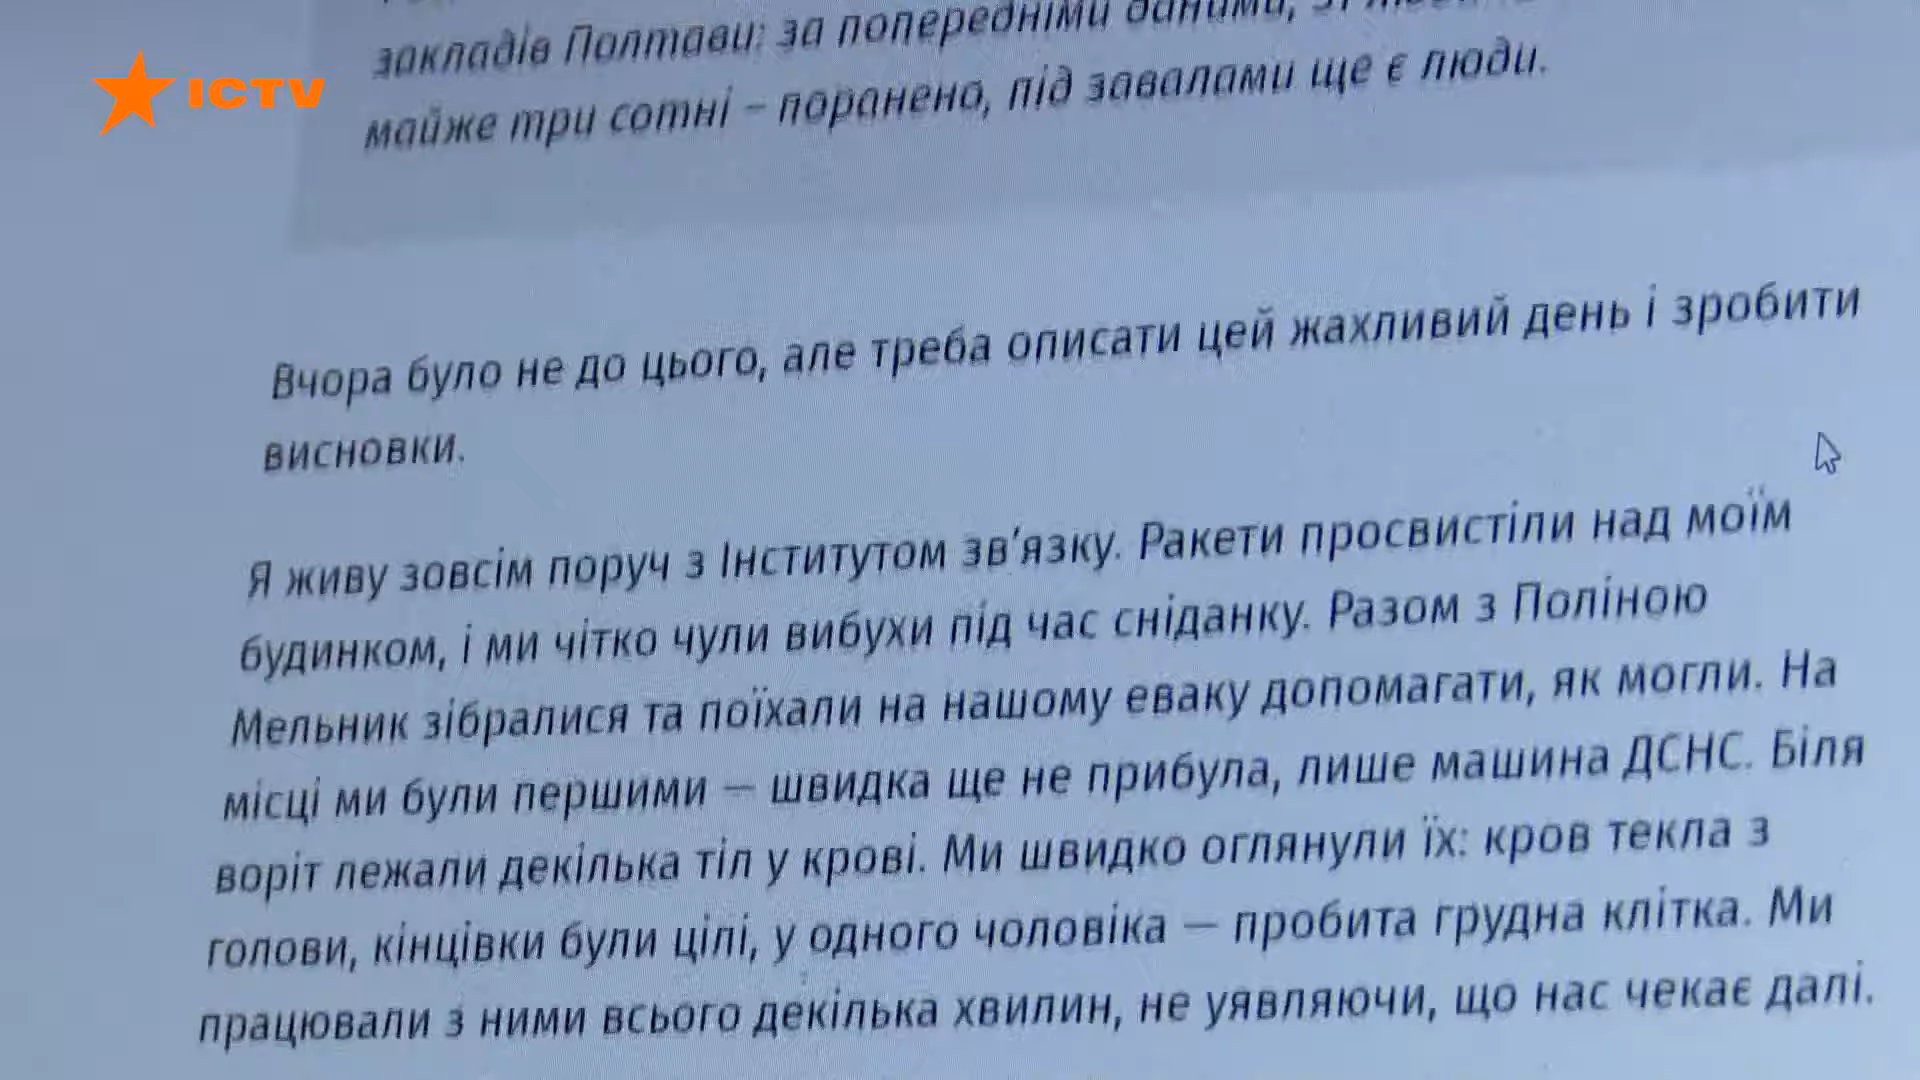 закладів Полтави: за попередніми даними,
ICTV
майже три сотні – поранено, під завалами ще є люди.
Вчора було не до цього, але треба описати цей жахливий день і зробити
висновки.
Я живу зовсім поруч з Інститутом зв’язку. Ракети просвистіли над моїм
будинком, і ми чітко чули вибухи під час сніданку. Разом з Поліною
Мельник зібралися та поїхали на нашому еваку допомагати, як могли. На
місці ми були першими — швидка ще не прибула, лише машина ДСНС. Біля
воріт лежали декілька тіл у крові. Ми швидко оглянули їх: кров текла з
голови, кінцівки були цілі, у одного чоловіка — пробита грудна клітка. Ми
працювали з ними всього декілька хвилин, не уявляючи, що нас чекає далі.